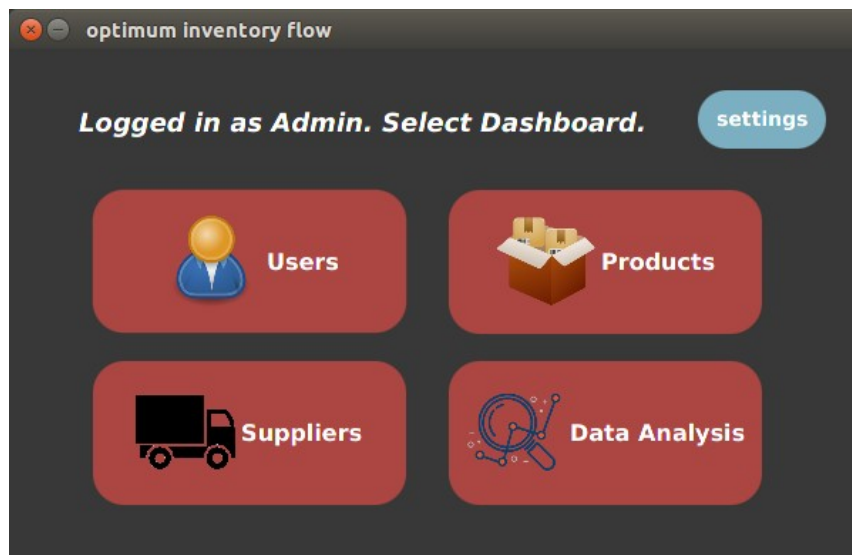 optimum inventory flow
Logged in as Admin. Select Dashboard.
settings
Users
Products
Suppliers
Data Analysis